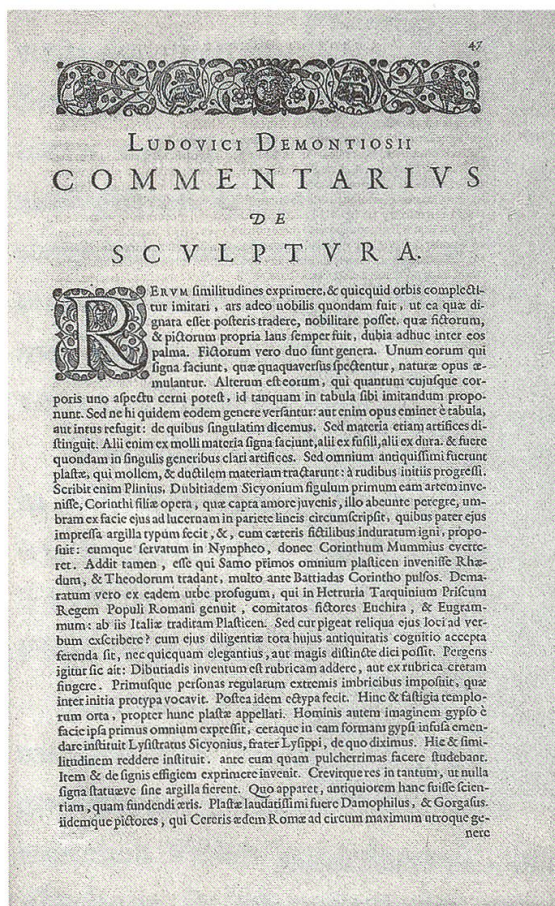 47
LUDOVICI DEMONTIOSII
COMMENTARIVS
DE
SCVLPTVRA.
RERVM similitudines exprimere, & quicquid orbis complecti-
tur imitari, ars adeo nobilis quondam fuit, ut ea quæ di-
gnata esset posteris tradere, nobilitare posset. quæ fictorum,
& pictorum propria laus semper fuit, dubia adhuc inter eos
palma. Fictorum vero duo sunt genera. Unum eorum qui
signa faciunt, quæ quaquaversus spectentur, naturæ opus æ-
mulantur. Alterum est eorum, qui quantum cujusque cor-
poris uno aspectu cerni potest, id tanquam in tabula sibi imitandum propo-
nunt. Sed ne hi quidem eodem genere versantur: aut enim opus eminet è tabula,
aut intus refugit: de quibus singulatim dicemus. Sed materia etiam artifices di-
stinguit. Alii enim ex molli materia signa faciunt, alii ex fusili, alii ex dura. & fuere
quondam in singulis generibus clari artifices. Sed omnium antiquissimi fuerunt
plastæ, qui mollem, & ductilem materiam tractarunt: à rudibus initiis progressi.
Scribit enim Plinius, Dubitiadem Sicyonium figulum primum eam artem inve-
nisse, Corinthi filiæ opera, quæ capta amore juvenis, illo abeunte peregre, um-
bram ex facie ejus ad lucernam in pariete lineis circumscripsit, quibus pater ejus
impressa argilla typum fecit, &, cum cæteris fictilibus induratum igni, propo-
suit: eumque servatum in Nympheo, donec Corinthum Mummius everte-
ret. Addit tamen, esse qui Samo primos omnium plasticen invenisse Rhæ-
dum, & Theodorum tradant, multo ante Battiadas Corintho pulsos. Dema-
ratum vero ex eadem urbe profugum, qui in Hetruria Tarquinium Priscum
Regem Populi Romani genuit, comitatos fictores Euchira, & Eugram-
mum: ab iis Italiæ traditam Plasticen. Sed cur pigeat reliqua ejus loci ad ver-
bum exscribere? cum ejus diligentiæ tota hujus antiquitatis cognitio accepta
ferenda sit, nec quicquam elegantius, aut magis distincte dici possit. Pergens
igitur sic ait: Dibutiadis inventum est rubricam addere, aut ex rubrica cretam
fingere. Primusque personas regularum extremis imbricibus imposuit, quæ
inter initia protypa vocavit. Postea idem ectypa fecit. Hinc & fastigia templo-
rum orta, propter hunc plastæ appellati. Hominis autem imaginem gypso è
facie ipsa primus omnium expressit, ceraque in eam formam gypsi infusa emen-
dare instituit Lysistratus Sicyonius, frater Lysippi, de quo diximus. Hic & simi-
litudinem reddere instituit. ante eum quam pulcherrimas facere studebant.
Item & de signis effigiem exprimere invenit. Crevitque res in tantum, ut nulla
signa statuæve sine argilla fierent. Quo apparet, antiquiorem hanc fuisse scien-
tiam, quam fundendi æris. Plastæ laudatissimi fuere Damophilus, & Gorgasus.
iidemque pictores, qui Cereris ædem Romæ ad circum maximum utroque ge-
nere